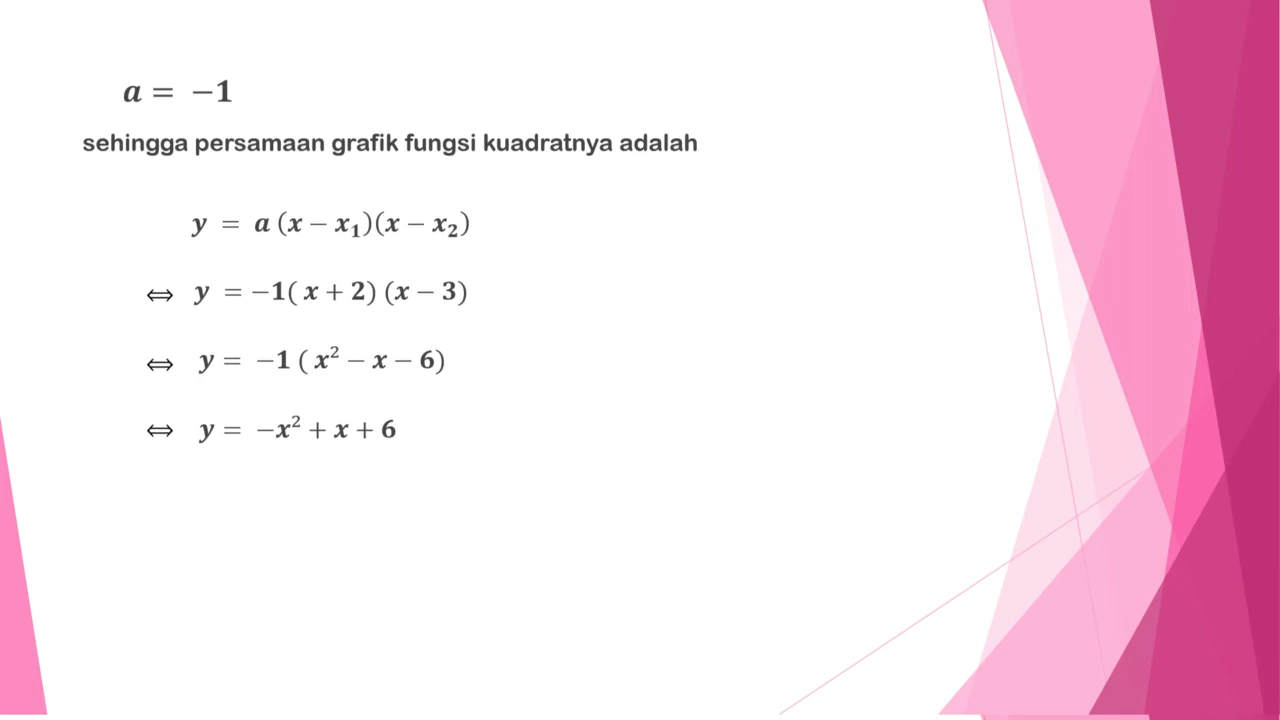 a = −1
sehingga persamaan grafik fungsi kuadratnya adalah
y = a (x − x₁)(x − x₂)
⇔ y = −1( x + 2) (x − 3)
⇔ y = −1 ( x² − x − 6)
⇔ y = −x² + x + 6